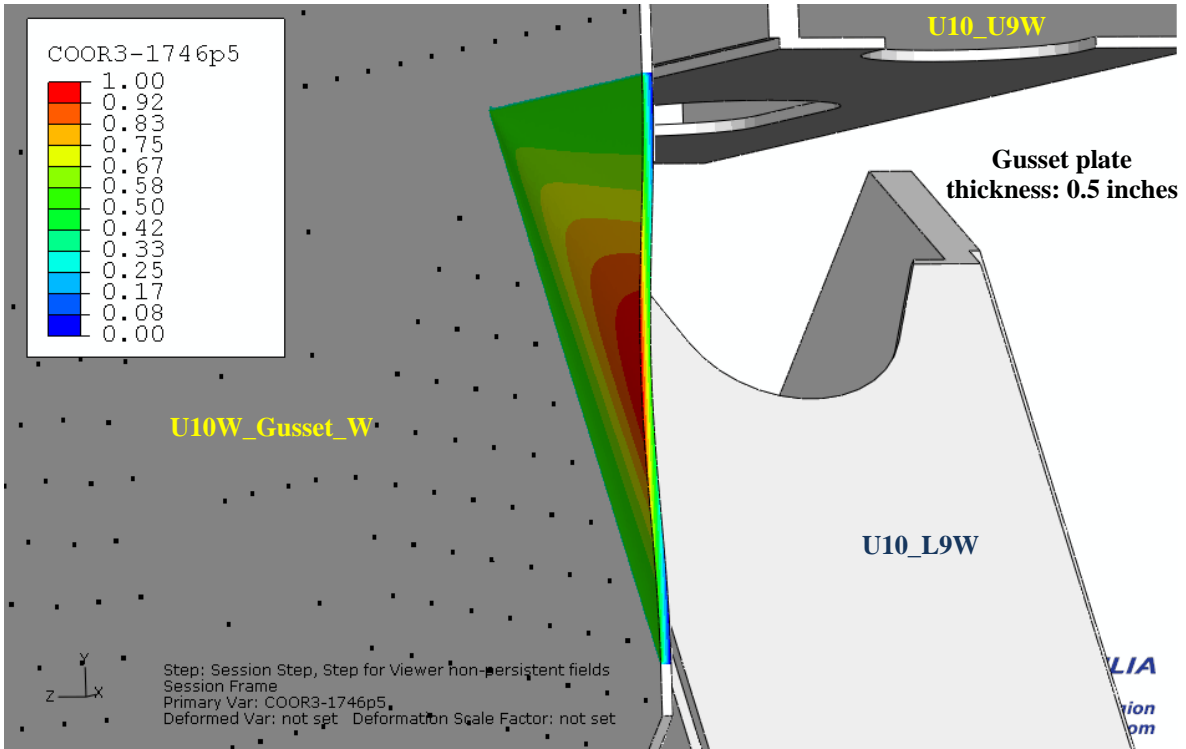 U10_U9W
COOR3-1746p5
1.00
0.92
0.83
0.75
0.67
0.58
0.50
0.42
0.33
0.25
0.17
0.08
0.00
Gusset plate
thickness: 0.5 inches
U10W_Gusset_W
U10_L9W
Y
Z
X
Step: Session Step, Step for Viewer non-persistent fields
Session Frame
Primary Var: COOR3-1746p5
Deformed Var: not set Deformation Scale Factor: not set